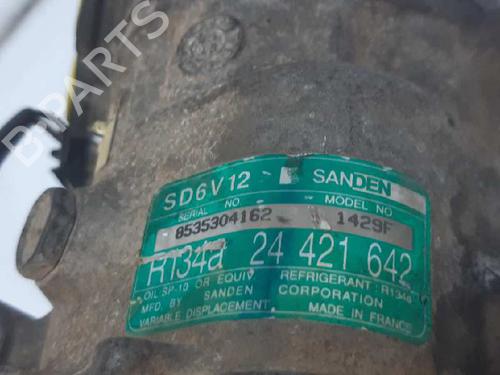 SD6V12 SANDEN
SERIAL NO. MODEL NO
8535304162 1429F
R134a 24 421 642
OIL SP-10 OR EQUIV. REFRIGERANT: R134a
MFD. BY SANDEN CORPORATION
VARIABLE DISPLACEMENT MADE IN FRANCE
B-PARTS